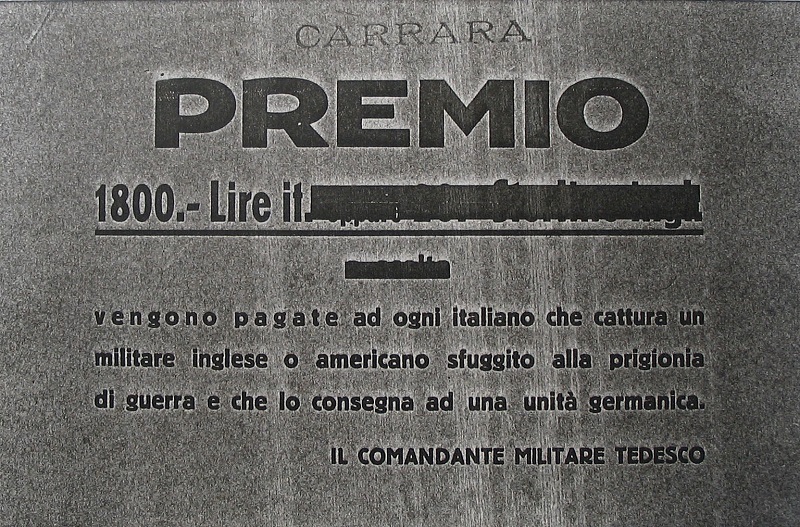 CARRARA
PREMIO
1800.- Lire it.
vengono pagate ad ogni italiano che cattura un
militare inglese o americano sfuggito alla prigionia
di guerra e che lo consegna ad una unità germanica.
IL COMANDANTE MILITARE TEDESCO